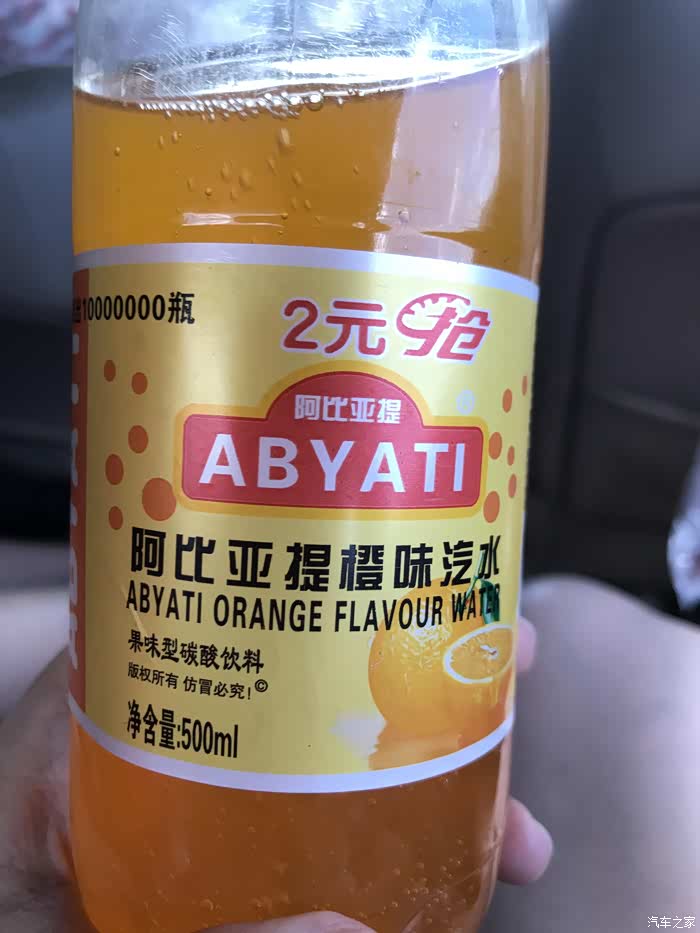 10000000瓶
2元抢
阿比亚提
ABYATI
阿比亚提橙味汽水
ABYATI ORANGE FLAVOUR WATER
果味型碳酸饮料
版权所有 仿冒必究!©
净含量:500ml
汽车之家